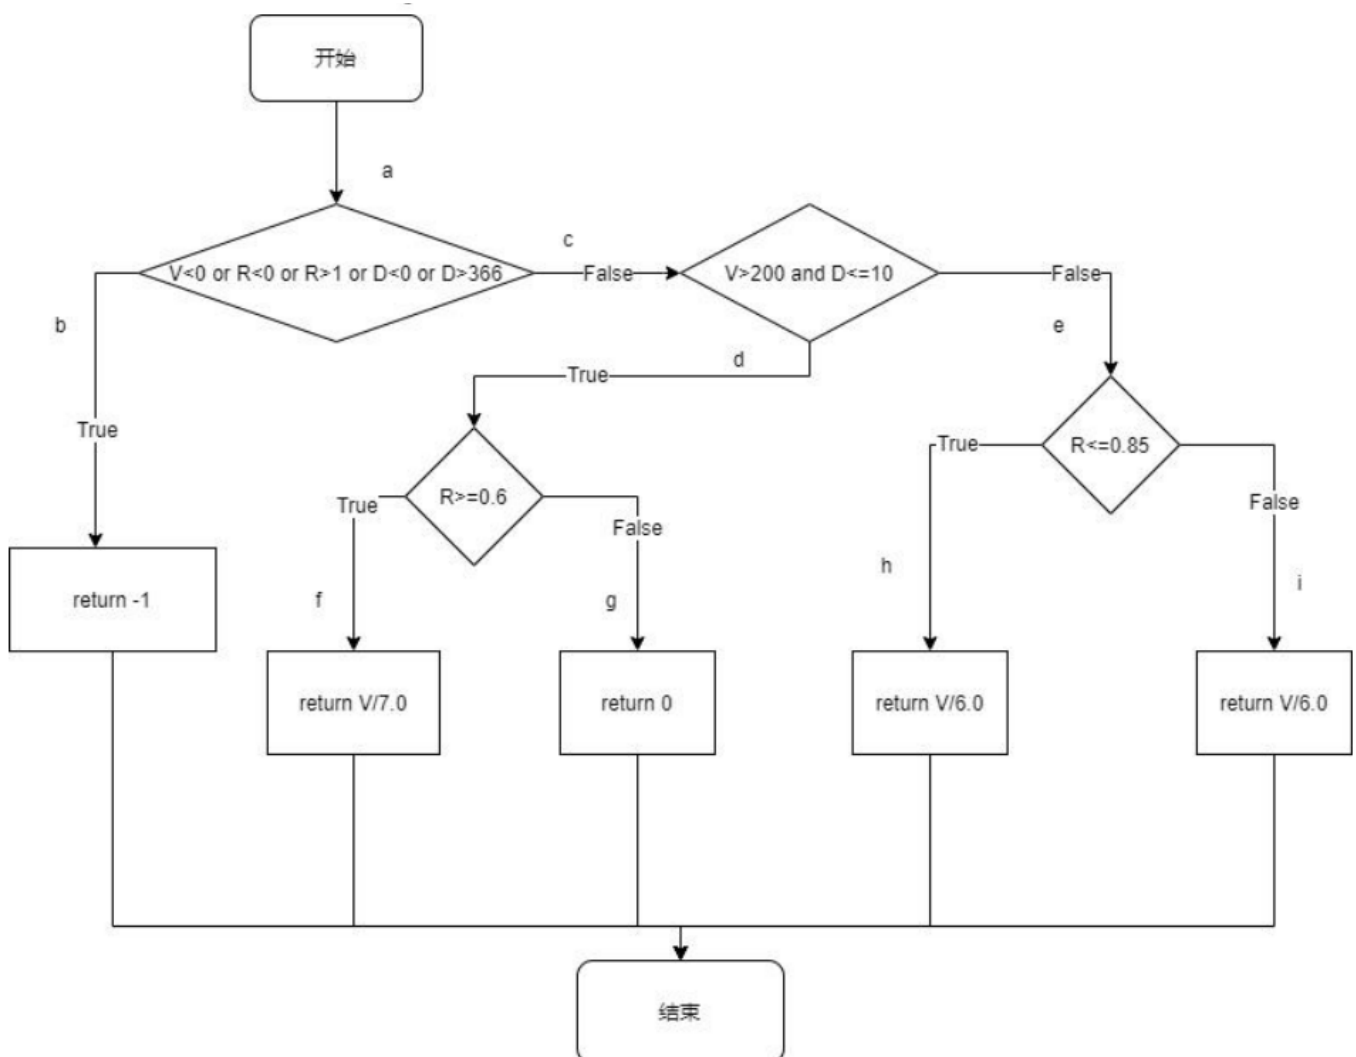 开始
a
V<0 or R<0 or R>1 or D<0 or D>366
c
False
V>200 and D<=10
False
b
e
d
True
True
True
R<=0.85
R>=0.6
True
False
False
h
i
f
g
return -1
return V/7.0
return 0
return V/6.0
return V/6.0
结束